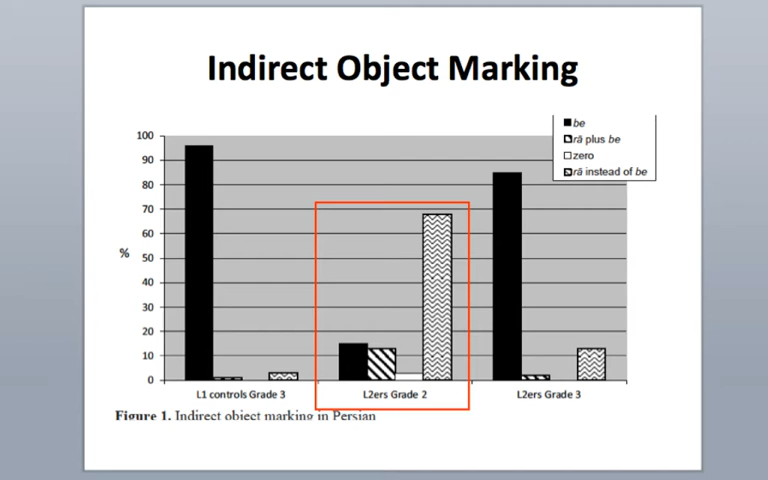 Indirect Object Marking
be
rā plus be
zero
rā instead of be
100
90
80
70
60
%
50
40
30
20
10
0
L1 controls Grade 3
L2ers Grade 2
L2ers Grade 3
Figure 1. Indirect object marking in Persian